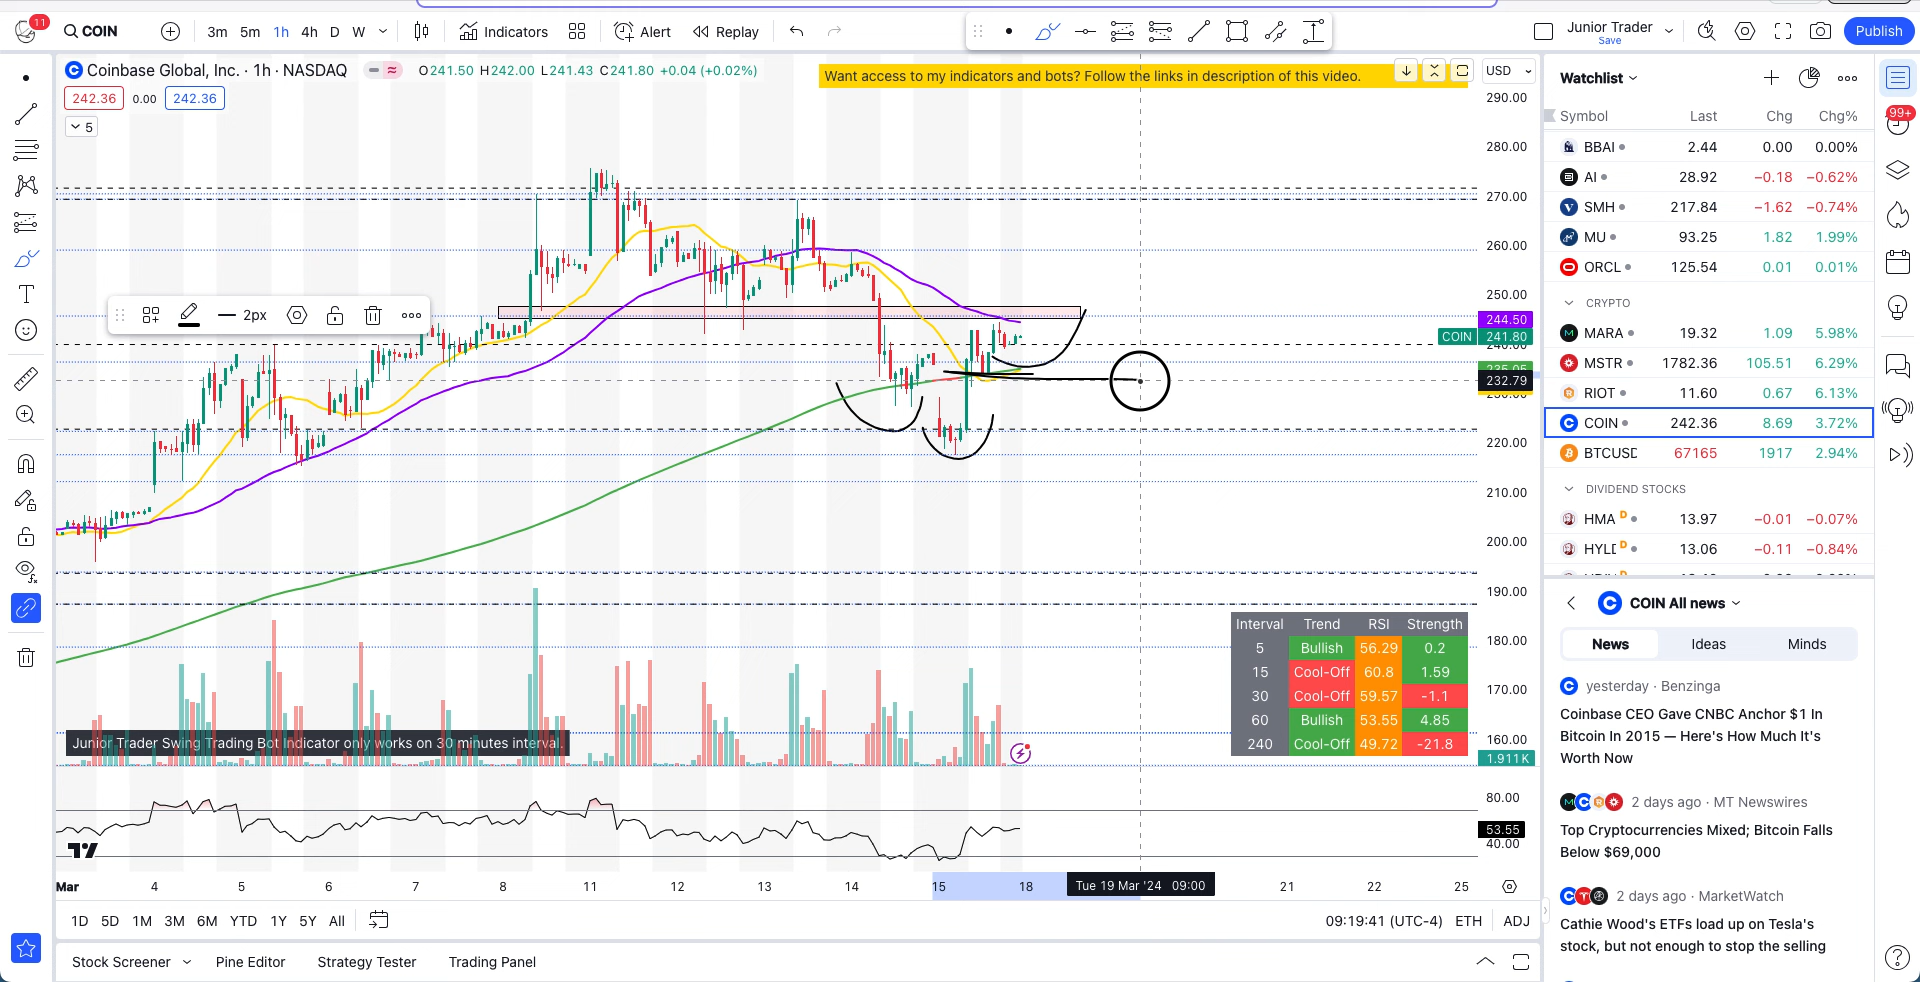 11
COIN
3m 5m 1h 4h D W
Indicators
Alert
Replay
Junior Trader
Save
Publish
Coinbase Global, Inc. · 1h · NASDAQ
O241.50 H242.00 L241.43 C241.80 +0.04 (+0.02%)
Want access to my indicators and bots? Follow the links in description of this video.
USD
242.36 0.00 242.36
5
2px
290.00
280.00
270.00
260.00
250.00
244.50
COIN 241.80
232.79
220.00
210.00
200.00
190.00
180.00
170.00
160.00
1.911K
80.00
53.55
40.00
Interval Trend RSI Strength
5 Bullish 56.29 0.2
15 Cool-Off 60.8 1.59
30 Cool-Off 59.57 -1.1
60 Bullish 53.55 4.85
240 Cool-Off 49.72 -21.8
Junior Trader Swing Trading Bot Indicator only works on 30 minutes interval.
Mar 4 5 6 7 8 11 12 13 14 15 18 Tue 19 Mar '24 09:00 21 22 25
1D 5D 1M 3M 6M YTD 1Y 5Y All
09:19:41 (UTC-4) ETH ADJ
Stock Screener Pine Editor Strategy Tester Trading Panel
Watchlist
Symbol Last Chg Chg%
BBAI 2.44 0.00 0.00%
AI 28.92 −0.18 −0.62%
SMH 217.84 −1.62 −0.74%
MU 93.25 1.82 1.99%
ORCL 125.54 0.01 0.01%
CRYPTO
MARA 19.32 1.09 5.98%
MSTR 1782.36 105.51 6.29%
RIOT 11.60 0.67 6.13%
COIN 242.36 8.69 3.72%
BTCUSD 67165 1917 2.94%
DIVIDEND STOCKS
HMA D 13.97 −0.01 −0.07%
HYLD D 13.06 −0.11 −0.84%
COIN All news
News Ideas Minds
yesterday · Benzinga
Coinbase CEO Gave CNBC Anchor $1 In
Bitcoin In 2015 — Here's How Much It's
Worth Now
2 days ago · MT Newswires
Top Cryptocurrencies Mixed; Bitcoin Falls
Below $69,000
2 days ago · MarketWatch
Cathie Wood's ETFs load up on Tesla's
stock, but not enough to stop the selling
99+